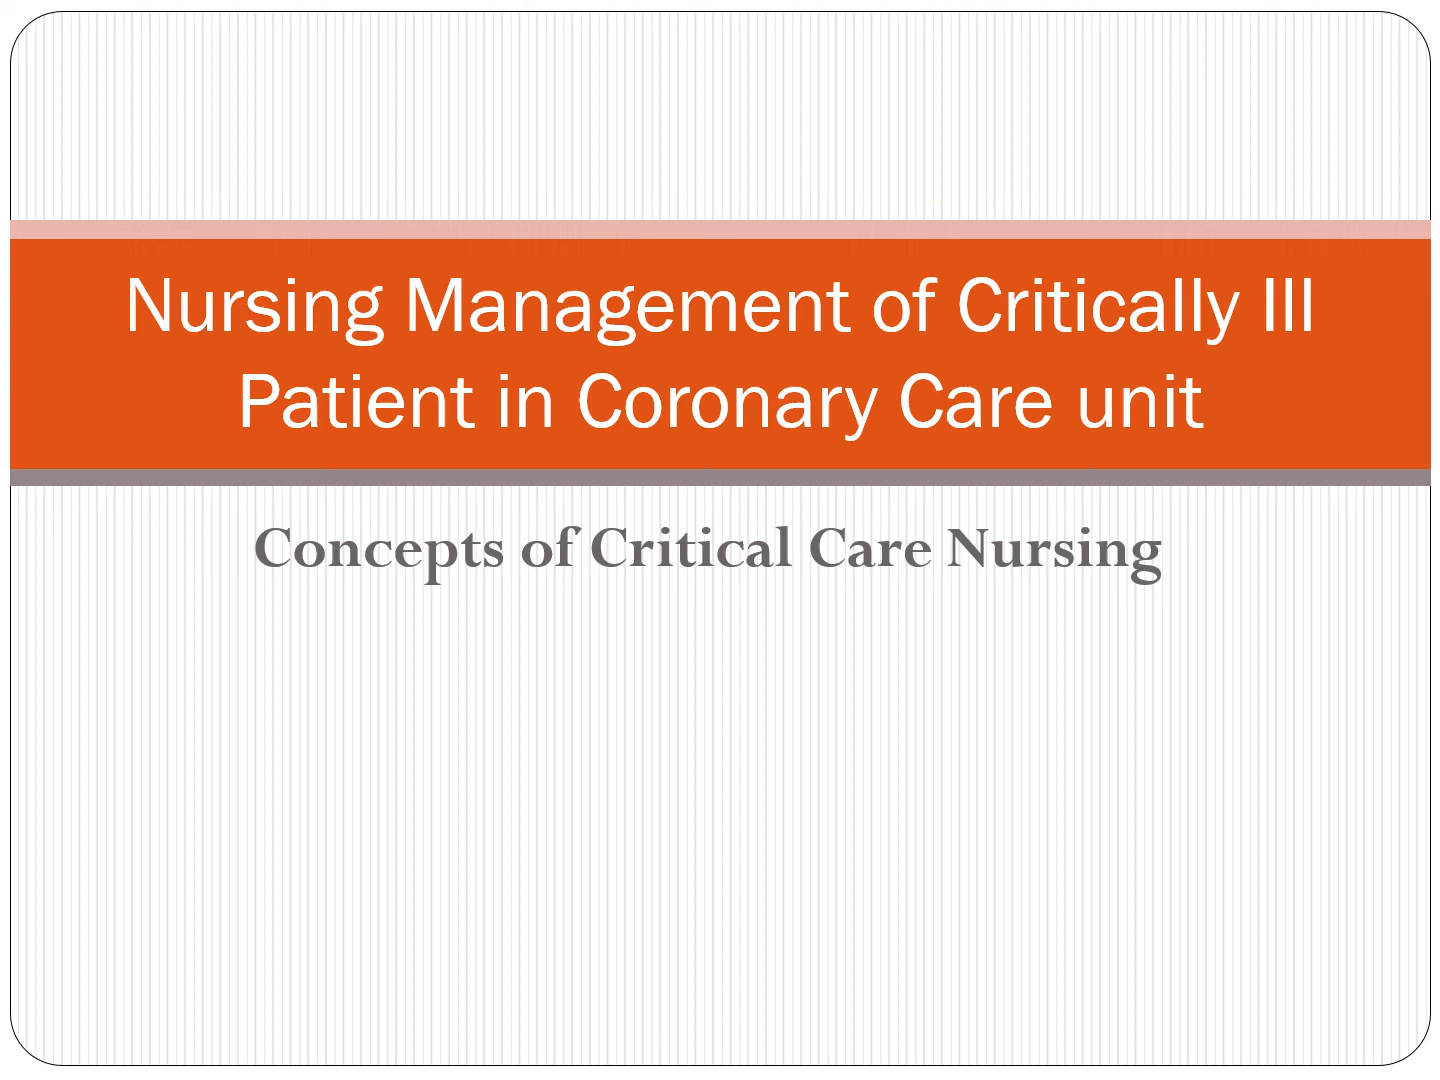 Nursing Management of Critically Ill
Patient in Coronary Care unit
Concepts of Critical Care Nursing